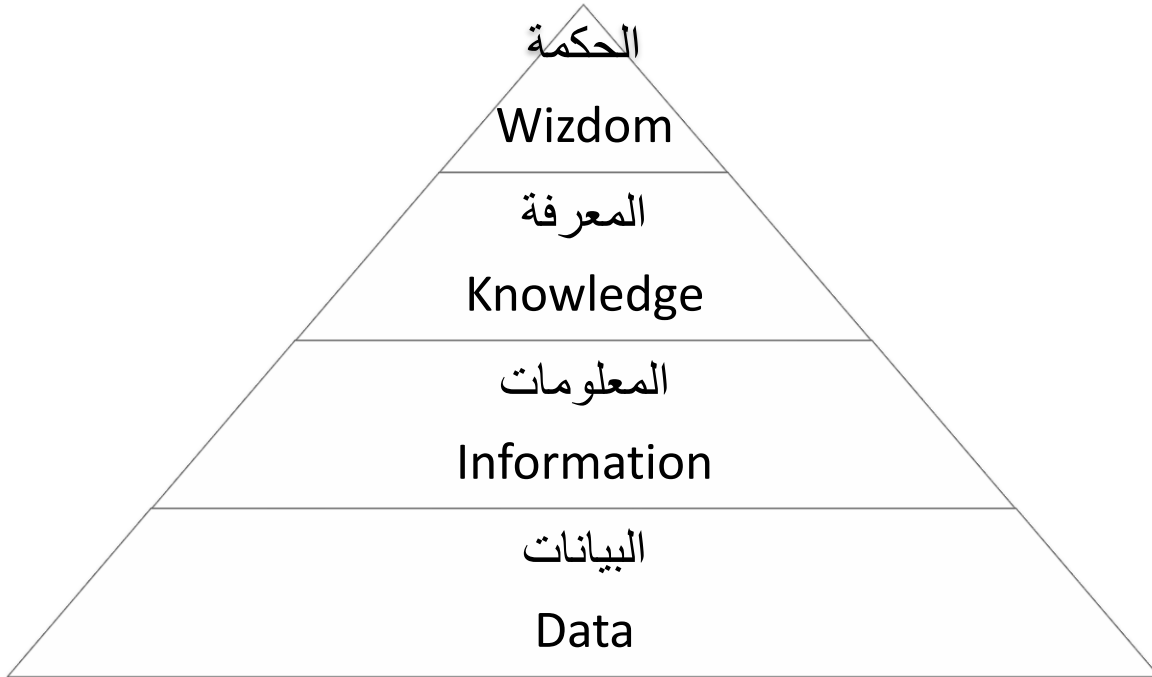 الحكمة
Wizdom
المعرفة
Knowledge
المعلومات
Information
البيانات
Data